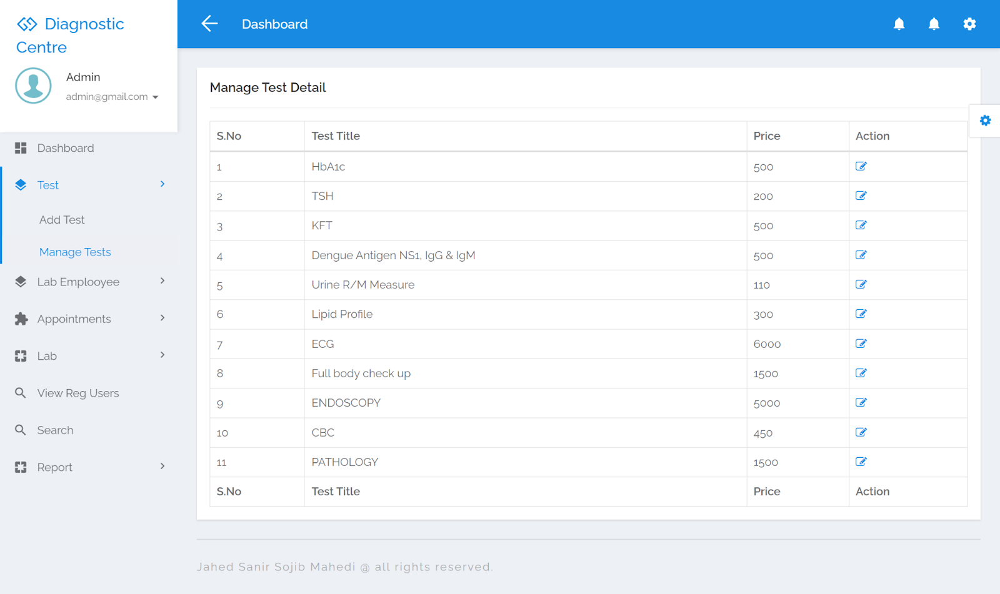 Diagnostic
Centre
Admin
admin@gmail.com
Dashboard
Test
Add Test
Manage Tests
Lab Emplooyee
Appointments
Lab
View Reg Users
Search
Report
Dashboard
Manage Test Detail
S.No Test Title Price Action
1 HbA1c 500
2 TSH 200
3 KFT 500
4 Dengue Antigen NS1, IgG & IgM 500
5 Urine R/M Measure 110
6 Lipid Profile 300
7 ECG 6000
8 Full body check up 1500
9 ENDOSCOPY 5000
10 CBC 450
11 PATHOLOGY 1500
S.No Test Title Price Action
Jahed Sanir Sojib Mahedi @ all rights reserved.